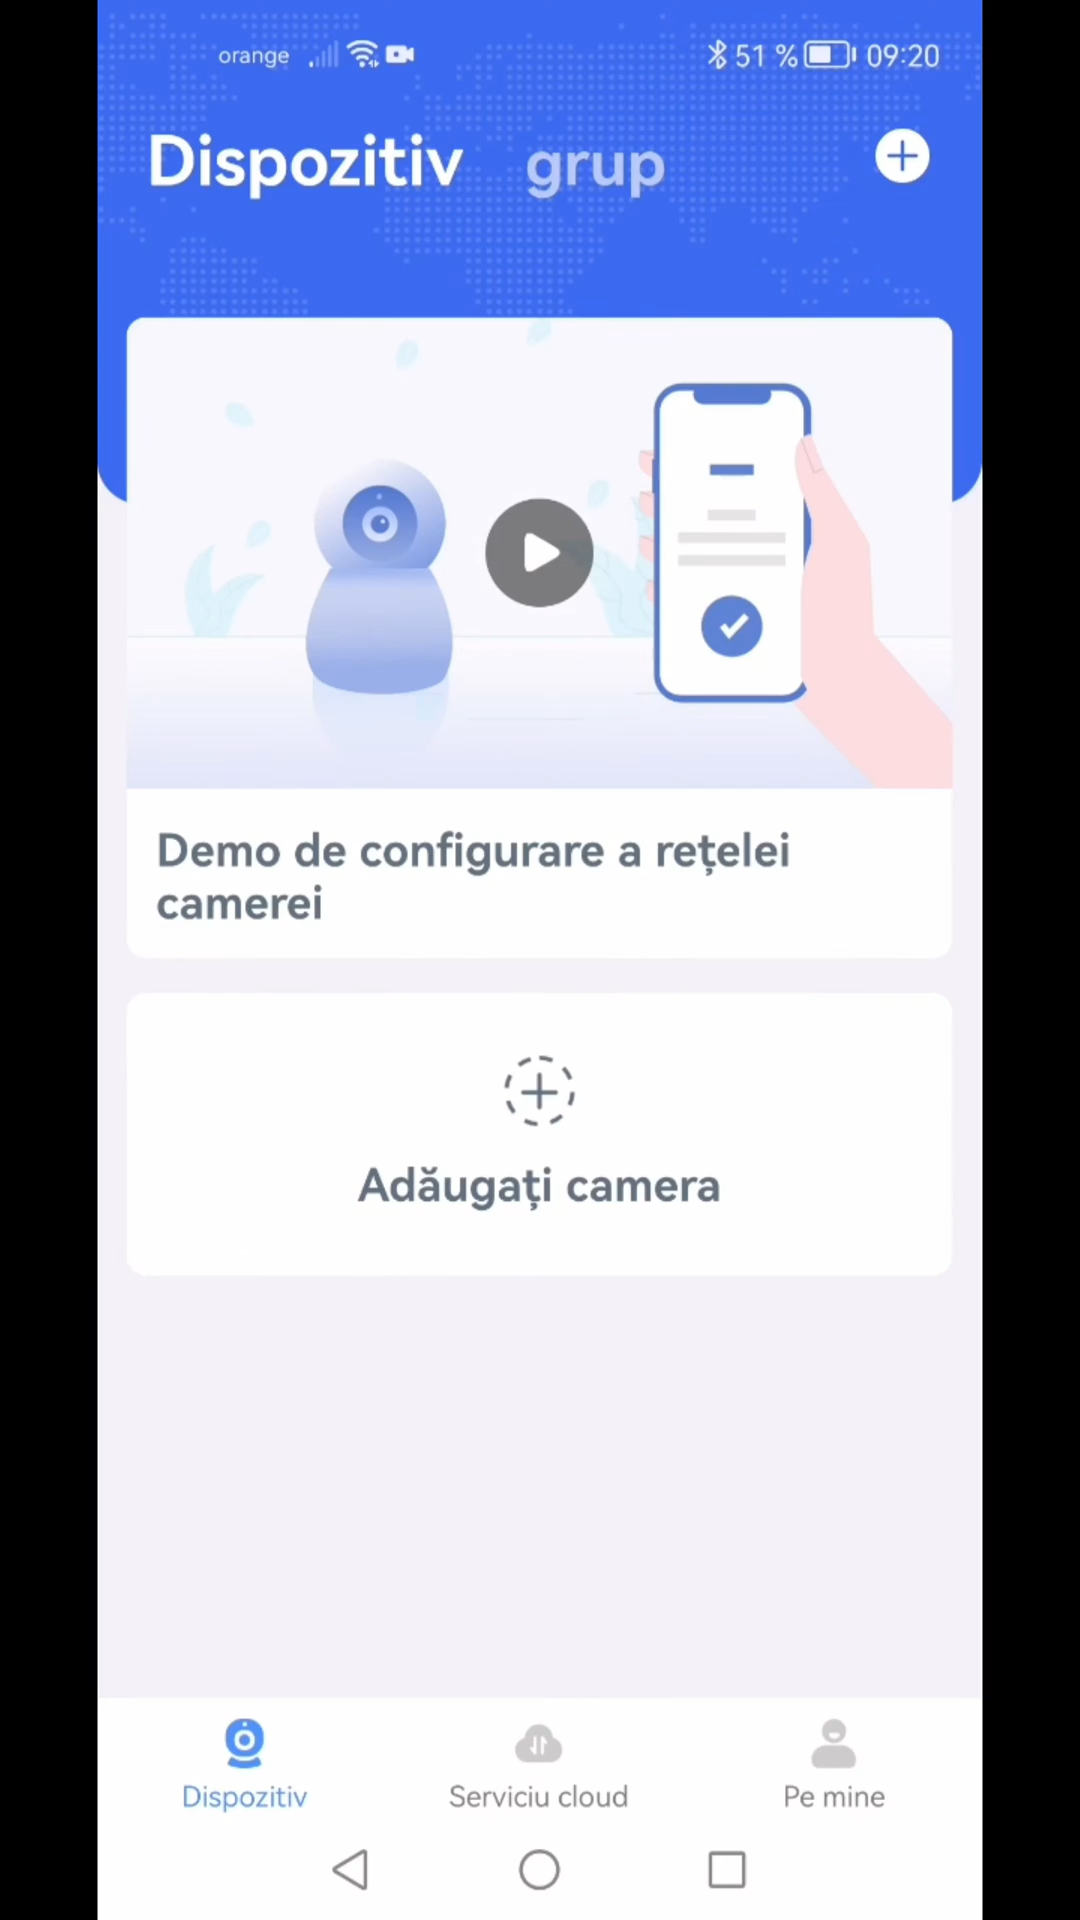 orange
51 % 09:20
Dispozitiv grup
Demo de configurare a rețelei
camerei
Adăugați camera
Dispozitiv Serviciu cloud Pe mine